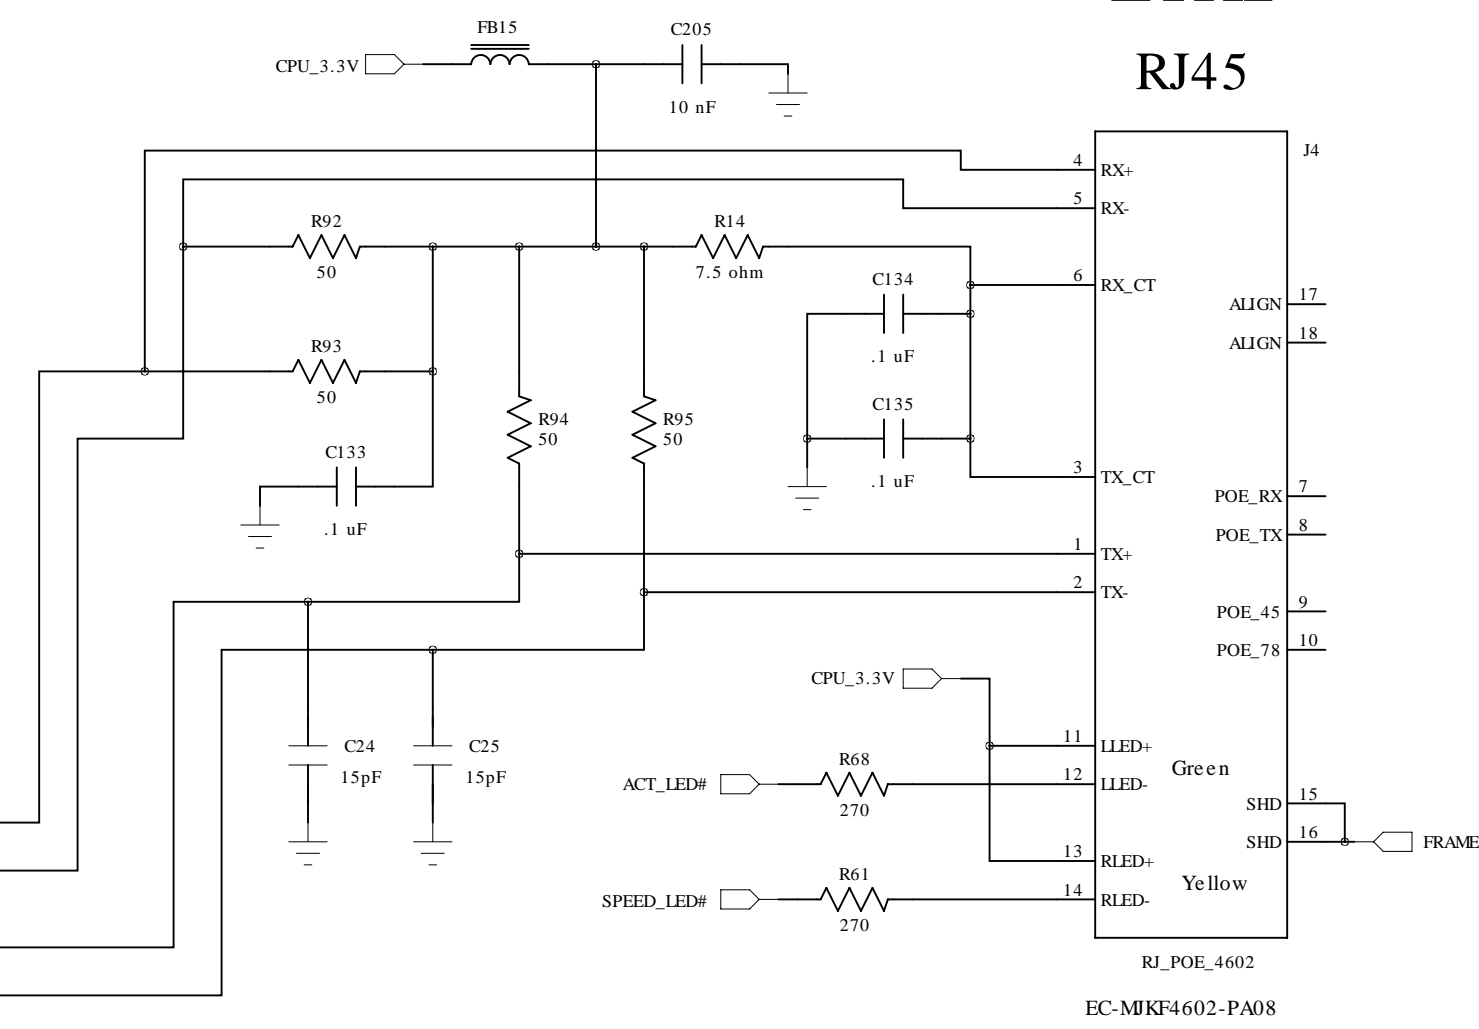 FB15
C205
CPU_3.3V
10 nF
RJ45
J4
4 RX+
5 RX-
R92
50
R14
7.5 ohm
C134
.1 uF
6 RX_CT
ALIGN 17
ALIGN 18
R93
50
C135
.1 uF
R94
50
R95
50
C133
.1 uF
3 TX_CT
POE_RX 7
POE_TX 8
1 TX+
2 TX-
POE_45 9
POE_78 10
CPU_3.3V
C24
15pF
C25
15pF
11 LLED+
R68
270
ACT_LED#
12 LLED-
Green
SHD 15
SHD 16
FRAME
13 RLED+
R61
270
SPEED_LED#
14 RLED-
Yellow
RJ_POE_4602
EC-MJKF4602-PA08